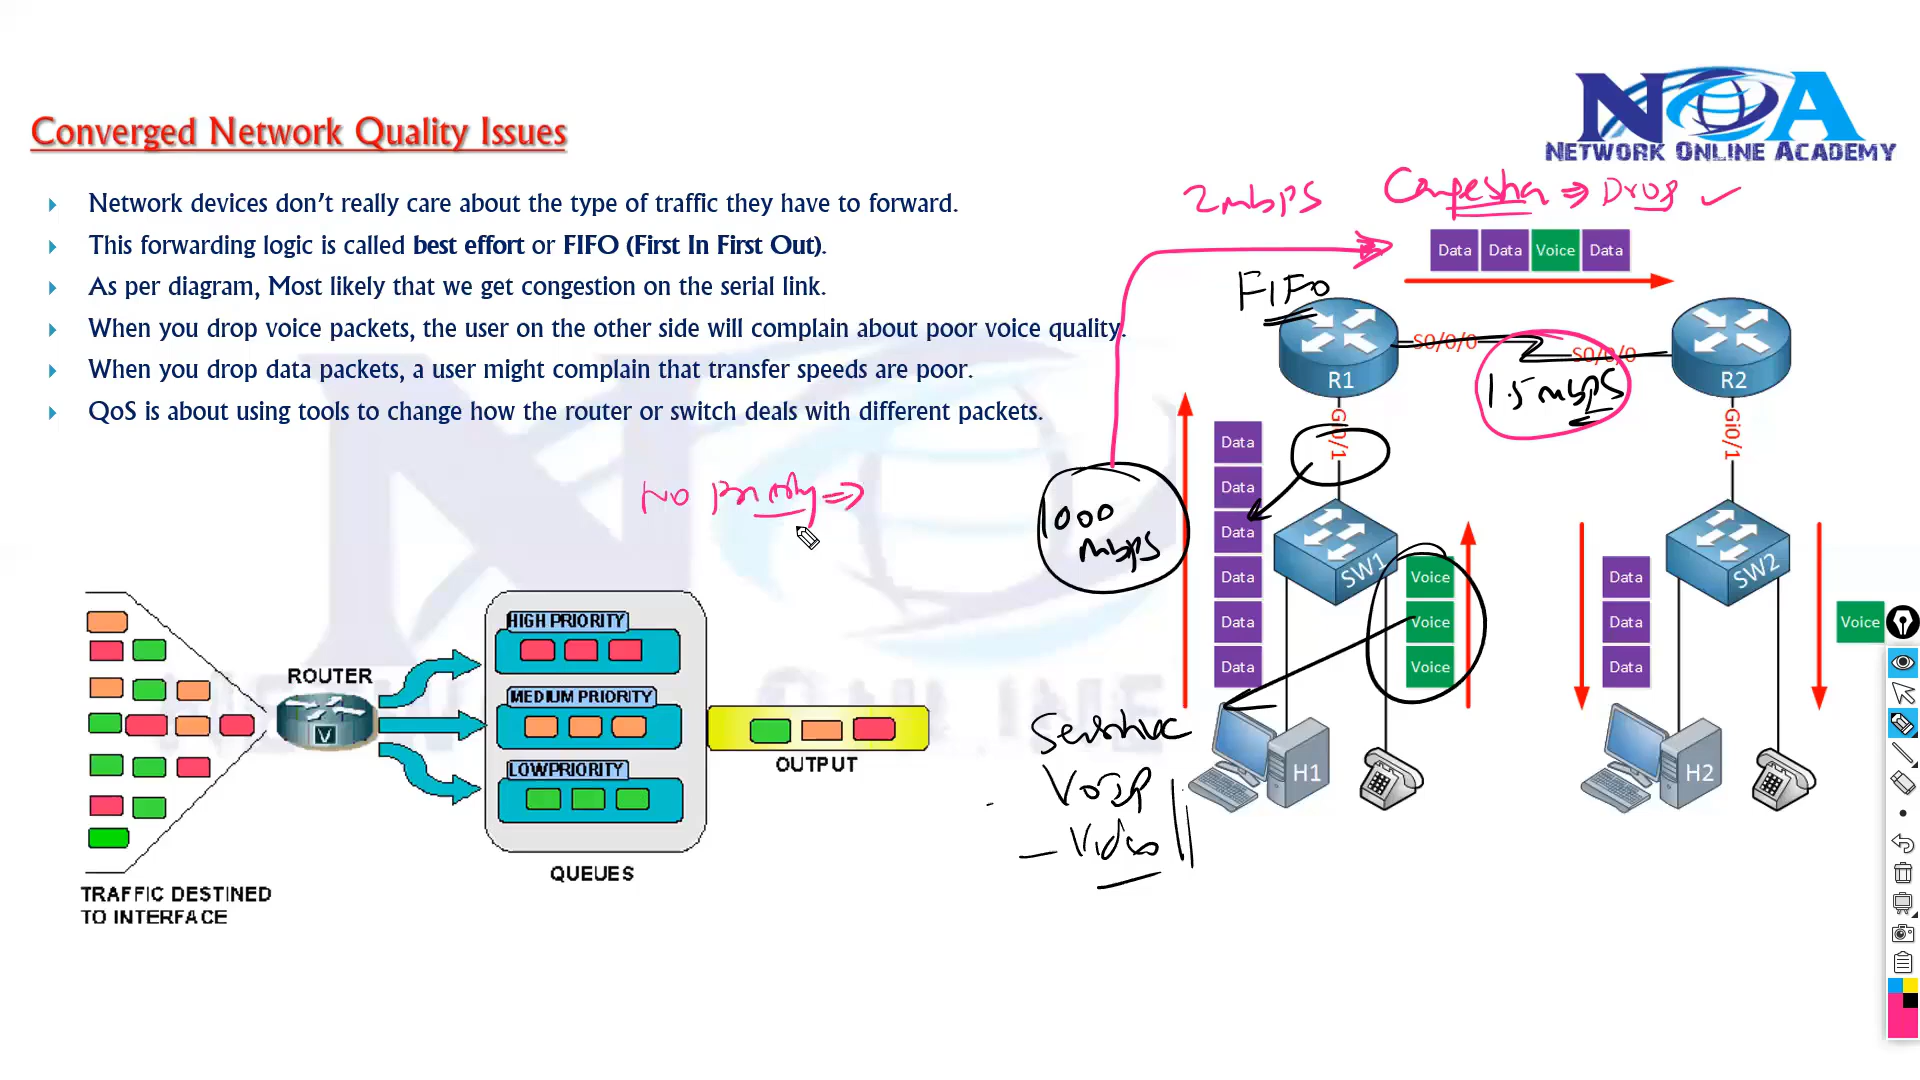 NOA
NETWORK ONLINE ACADEMY
Converged Network Quality Issues
Network devices don't really care about the type of traffic they have to forward.
This forwarding logic is called best effort or FIFO (First In First Out).
As per diagram, Most likely that we get congestion on the serial link.
When you drop voice packets, the user on the other side will complain about poor voice quality.
When you drop data packets, a user might complain that transfer speeds are poor.
QoS is about using tools to change how the router or switch deals with different packets.
No priority ⇒
2mbps
⇒ Drop ✓
Data Data Voice Data
FIFO
S0/0/0
S0/0/0
1.5 mbps
R1
R2
Gi0/1
Gi0/1
1000
mbps
Data
Data
Data
Data
Data
Data
SW1
Voice
Voice
Voice
SW2
Data
Data
Data
Voice
H1
H2
VoIP
- Video
TRAFFIC DESTINED
TO INTERFACE
ROUTER
V
HIGH PRIORITY
MEDIUM PRIORITY
LOW PRIORITY
QUEUES
OUTPUT